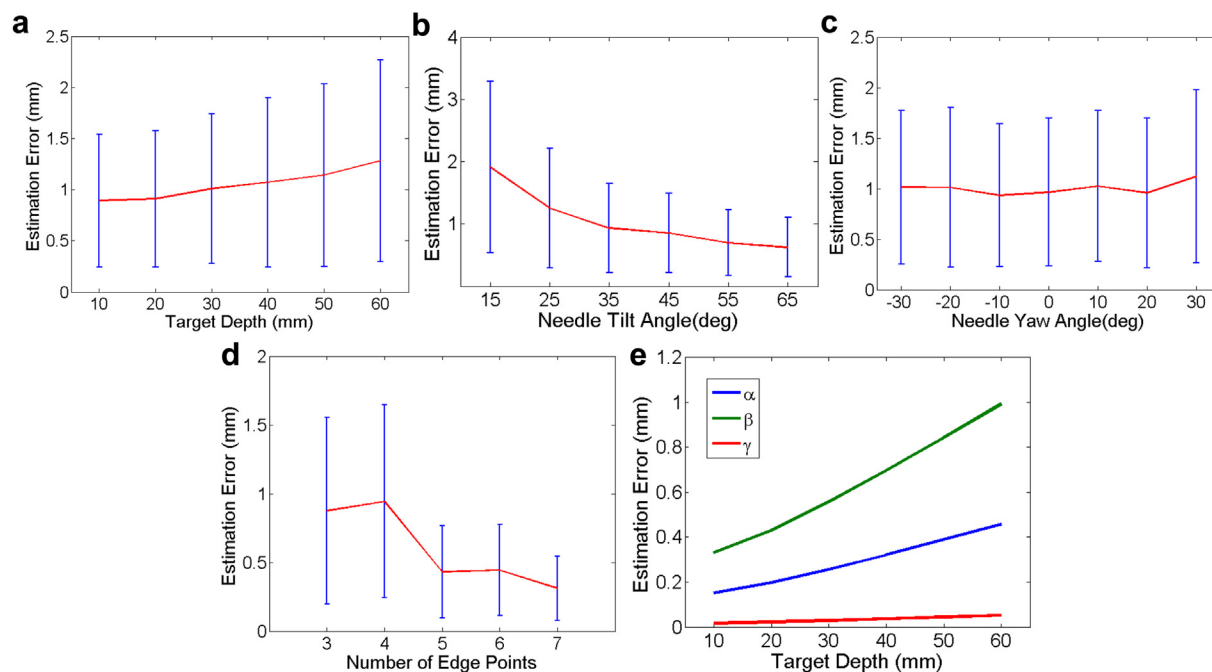 a
2.5
2
1.5
1
0.5
0
10 20 30 40 50 60
Target Depth (mm)
Estimation Error (mm)
b
4
3
2
1
15 25 35 45 55 65
Needle Tilt Angle(deg)
Estimation Error (mm)
c
2.5
2
1.5
1
0.5
0
-30 -20 -10 0 10 20 30
Needle Yaw Angle(deg)
Estimation Error (mm)
d
2
1.5
1
0.5
0
3 4 5 6 7
Number of Edge Points
Estimation Error (mm)
e
1.2
1
0.8
0.6
0.4
0.2
0
α
β
γ
10 20 30 40 50 60
Target Depth (mm)
Estimation Error (mm)